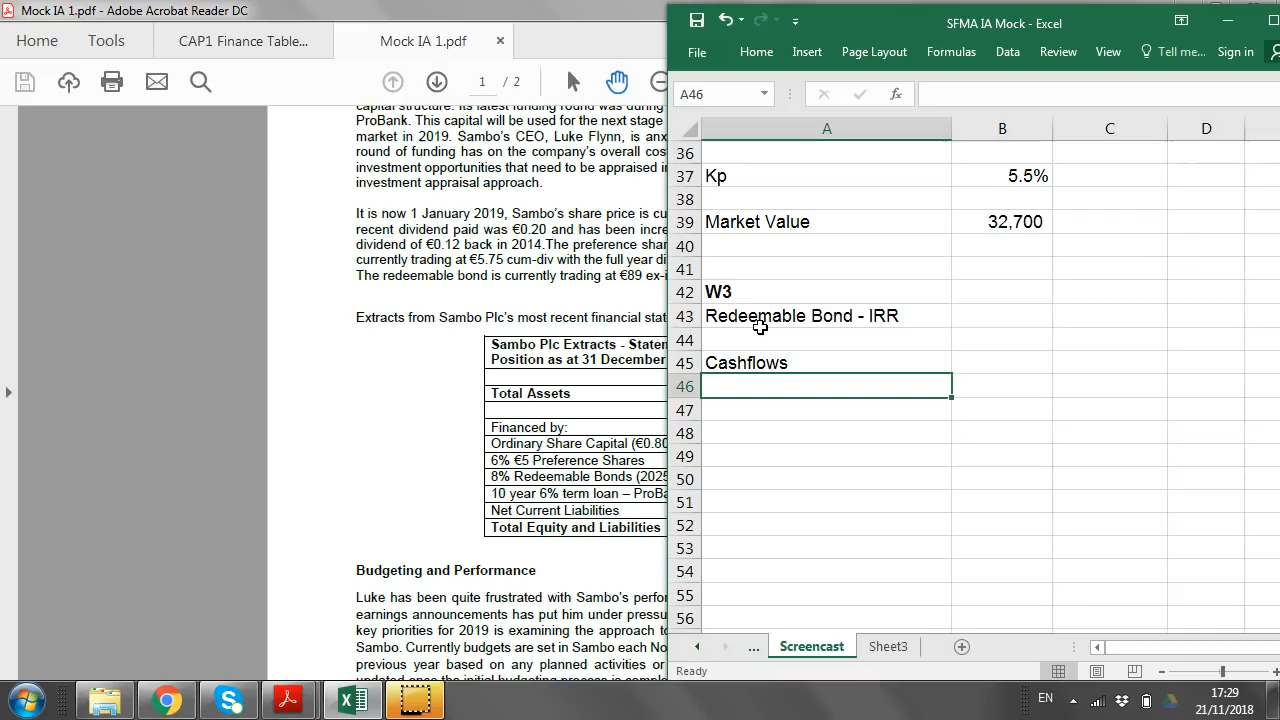 Mock IA 1.pdf - Adobe Acrobat Reader DC
Home Tools CAP1 Finance Table... Mock IA 1.pdf ×
1 / 2
capital structure. Its latest funding round was during
ProBank. This capital will be used for the next stage
market in 2019. Sambo's CEO, Luke Flynn, is anx
round of funding has on the company's overall cos
investment opportunities that need to be appraised in
investment appraisal approach.
It is now 1 January 2019, Sambo's share price is cu
recent dividend paid was €0.20 and has been incre
dividend of €0.12 back in 2014.The preference shar
currently trading at €5.75 cum-div with the full year di
The redeemable bond is currently trading at €89 ex-i
Extracts from Sambo Plc's most recent financial stat
Sambo Plc Extracts - Statem
Position as at 31 December
Total Assets
Financed by:
Ordinary Share Capital (€0.80
6% €5 Preference Shares
8% Redeemable Bonds (2025
10 year 6% term loan – ProBa
Net Current Liabilities
Total Equity and Liabilities
Budgeting and Performance
Luke has been quite frustrated with Sambo's perfo
earnings announcements has put him under pressu
key priorities for 2019 is examining the approach to
Sambo. Currently budgets are set in Sambo each No
previous year based on any planned activities or
SFMA IA Mock - Excel
File Home Insert Page Layout Formulas Data Review View Tell me... Sign in
A46 fx
A B C D
36
37 Kp 5.5%
38
39 Market Value 32,700
40
41
42 W3
43 Redeemable Bond - IRR
44
45 Cashflows
46
47
48
49
50
51
52
53
54
55
56
... Screencast Sheet3
Ready
EN 17:29
21/11/2018